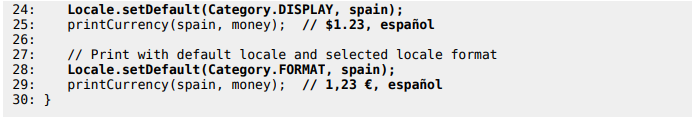 24: Locale.setDefault(Category.DISPLAY, spain);
25: printCurrency(spain, money); // $1.23, español
26:
27: // Print with default locale and selected locale format
28: Locale.setDefault(Category.FORMAT, spain);
29: printCurrency(spain, money); // 1,23 €, español
30: }